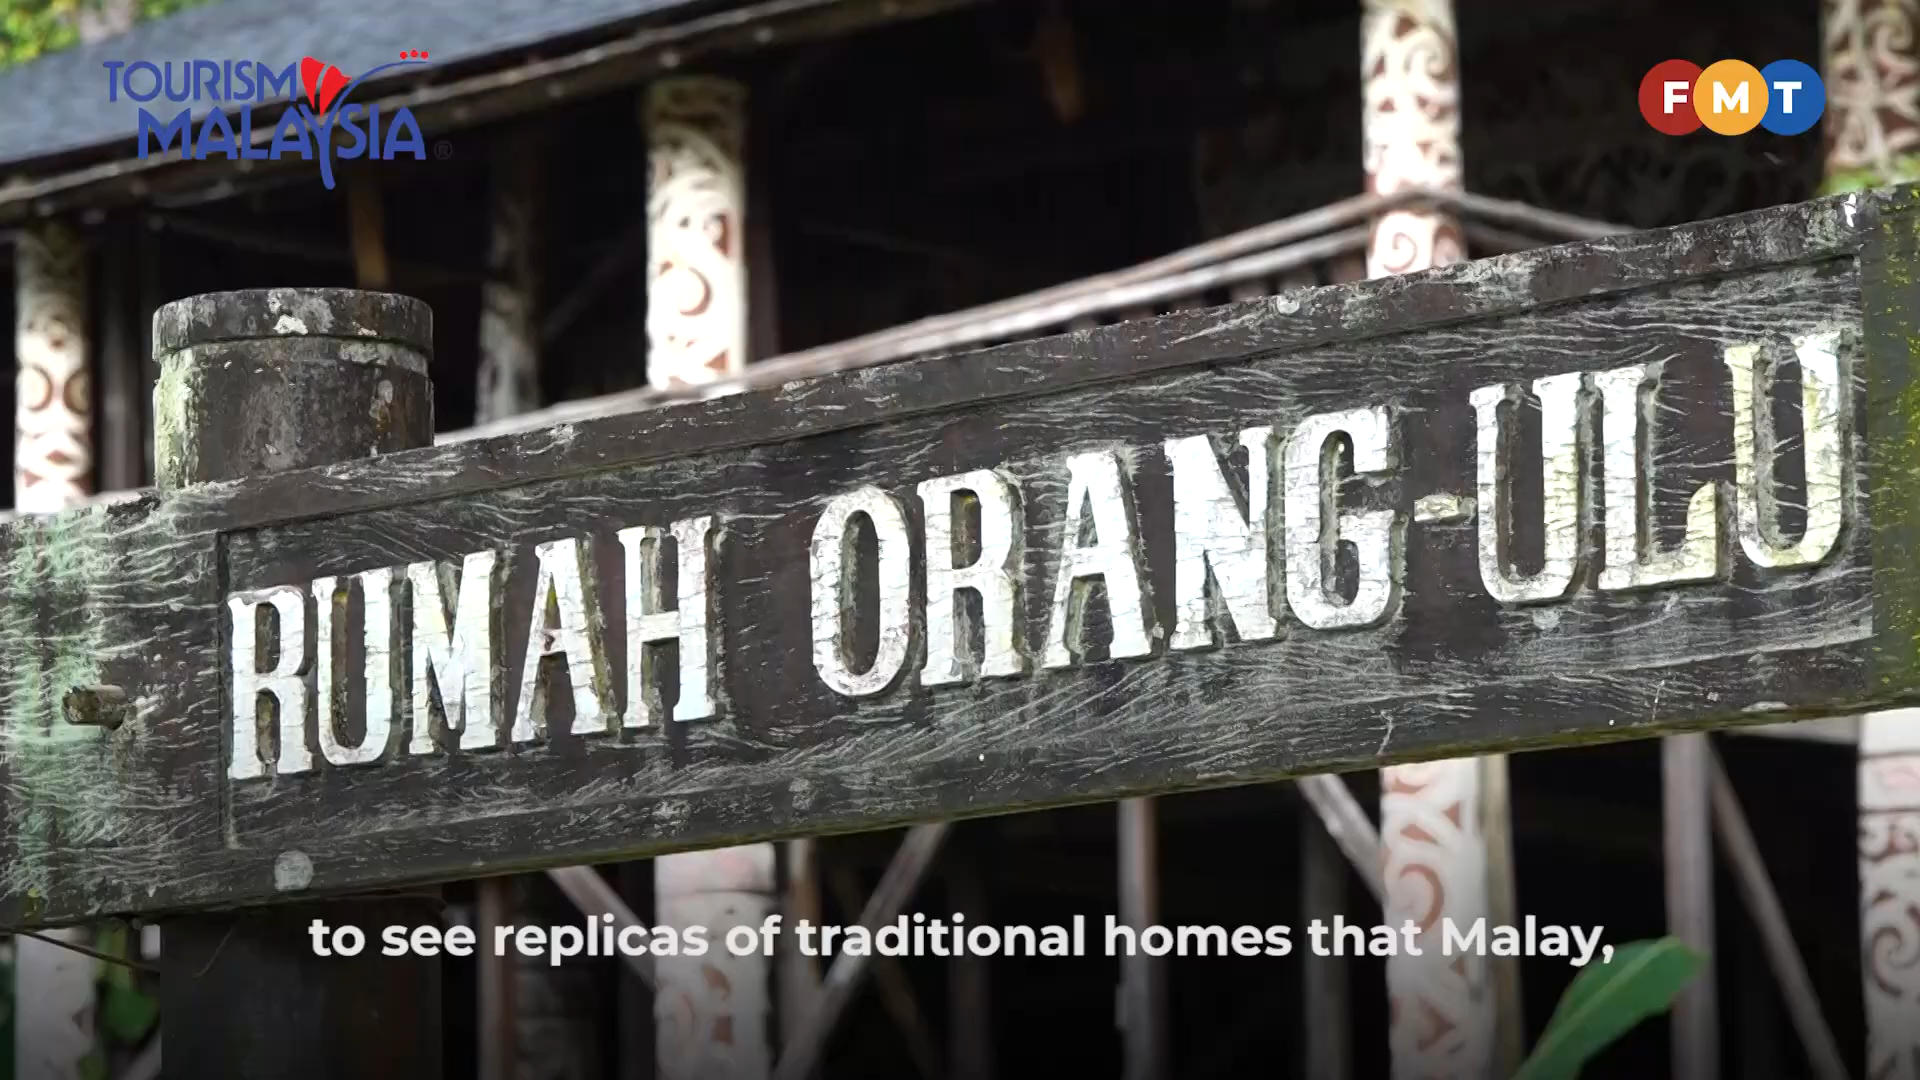 TOURISM
MALAYSIA ®
FMT
RUMAH ORANG-ULU
to see replicas of traditional homes that Malay,